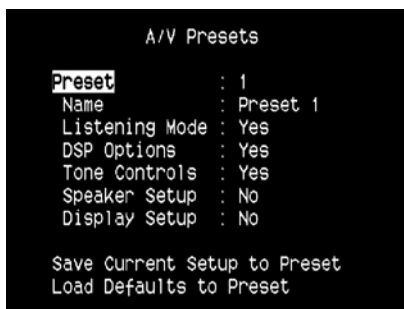 A/V Presets
Preset : 1
Name : Preset 1
Listening Mode : Yes
DSP Options : Yes
Tone Controls : Yes
Speaker Setup : No
Display Setup : No
Save Current Setup to Preset
Load Defaults to Preset